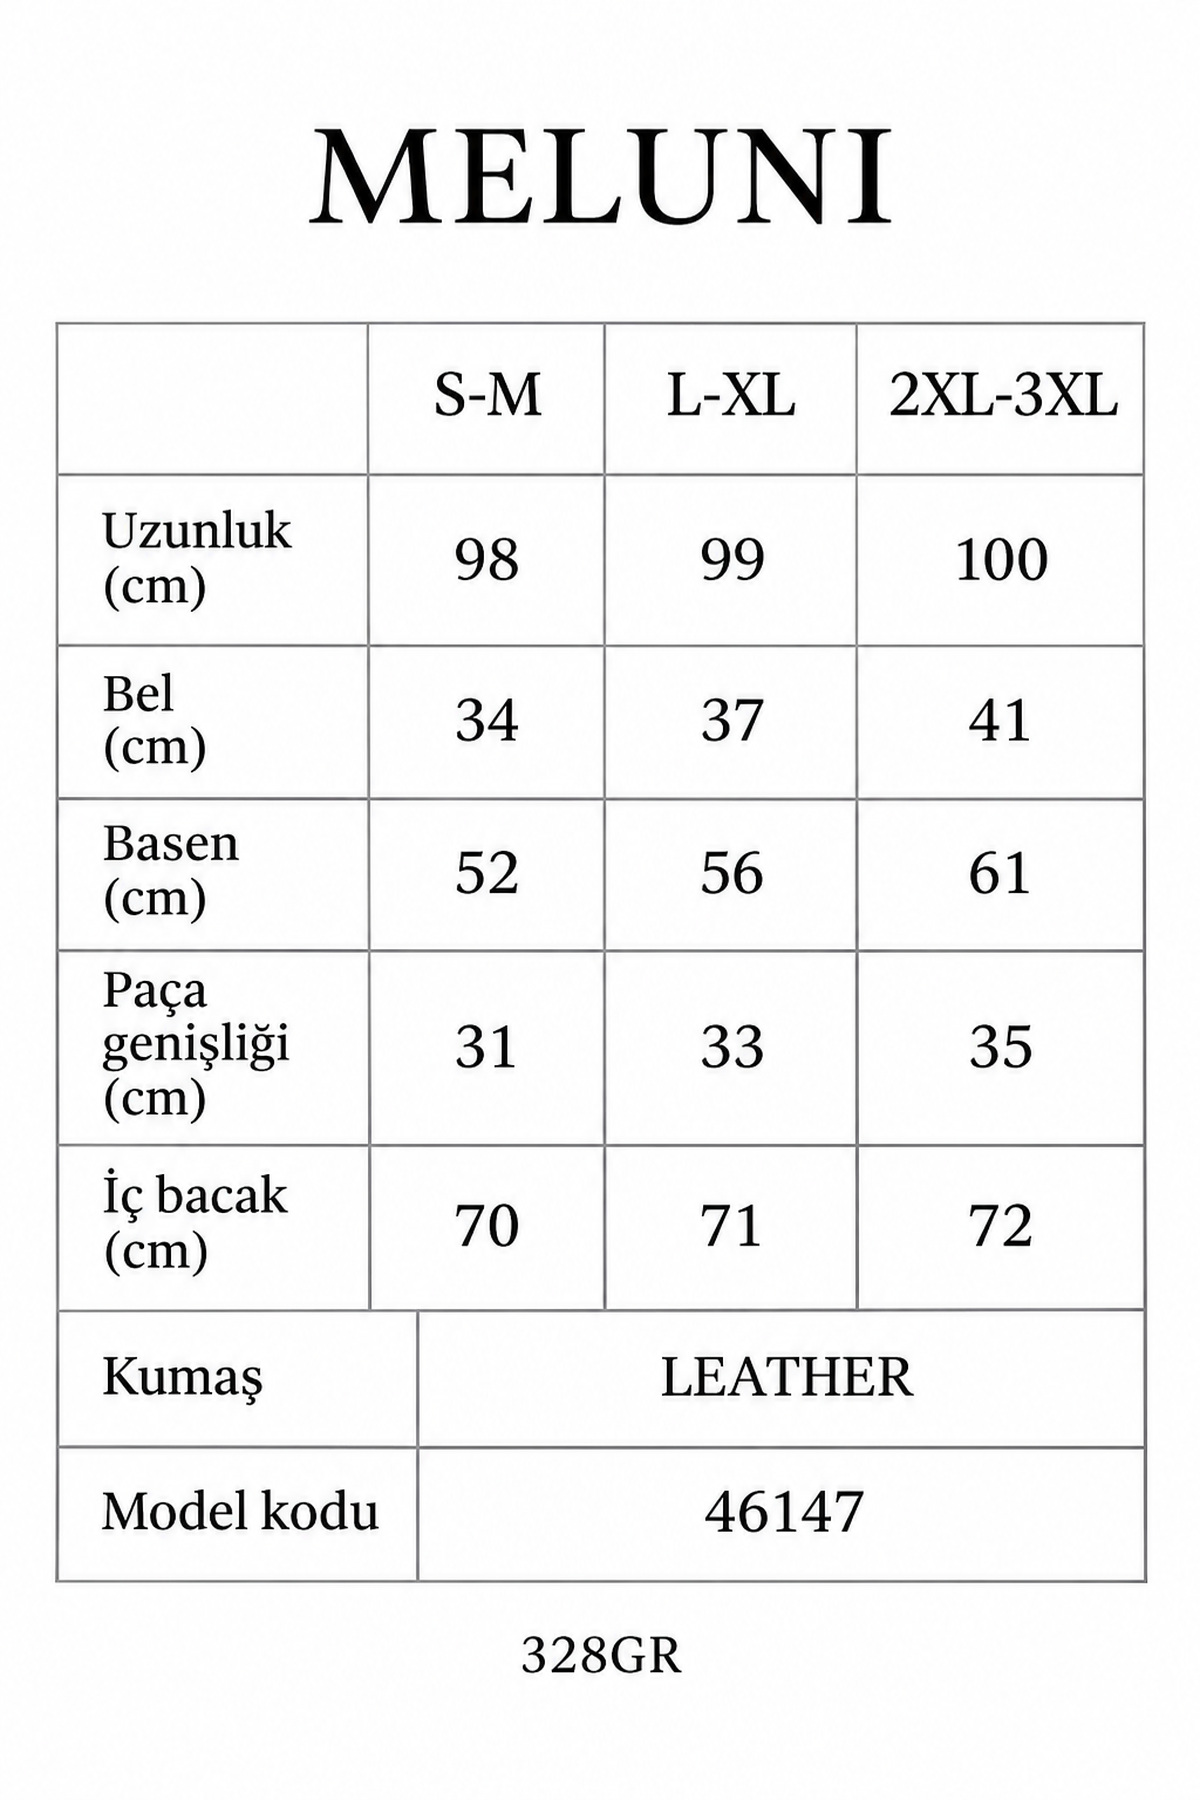 MELUNI
S-M L-XL 2XL-3XL
Uzunluk
(cm) 98 99 100
Bel
(cm) 34 37 41
Basen
(cm) 52 56 61
Paça
genişliği 31 33 35
(cm)
İç bacak
(cm) 70 71 72
Kumaş LEATHER
Model kodu 46147
328GR